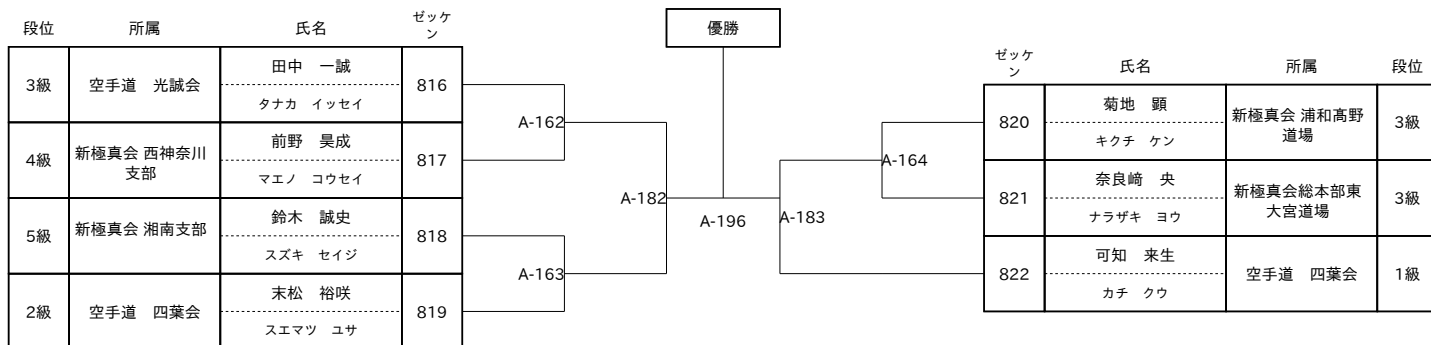 優勝
段位 所属 氏名 ゼッケ
ン
3級 空手道 光誠会 田中 一誠 816
タナカ イッセイ
4級 新極真会 西神奈川
支部 前野 昊成 817
マエノ コウセイ
5級 新極真会 湘南支部 鈴木 誠史 818
スズキ セイジ
2級 空手道 四葉会 末松 裕咲 819
スエマツ ユサ
A-162
A-163
A-182
A-196
A-183
A-164
ゼッケ
ン 氏名 所属 段位
820 菊地 顕 新極真会 浦和髙野
道場 3級
キクチ ケン
821 奈良﨑 央 新極真会総本部東
大宮道場 3級
ナラザキ ヨウ
822 可知 来生 空手道 四葉会 1級
カチ クウ